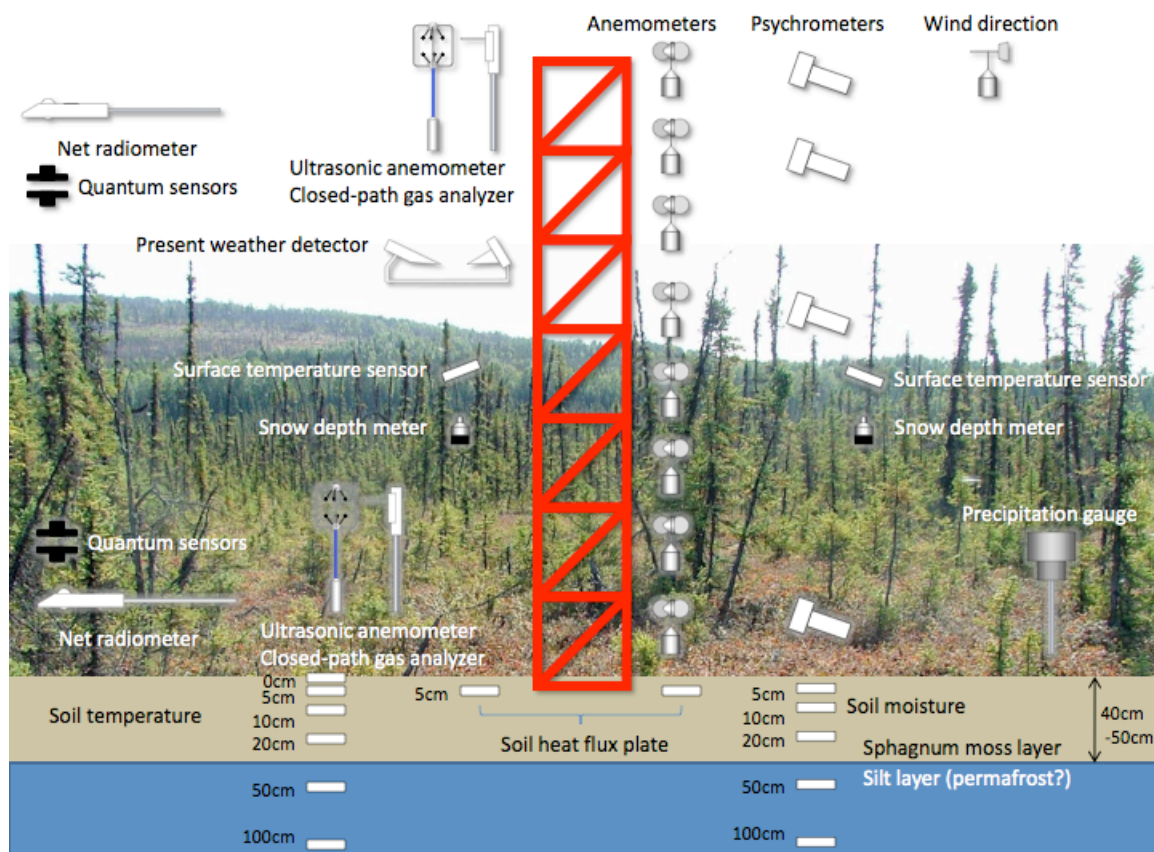 Anemometers
Psychrometers
Wind direction
Net radiometer
Quantum sensors
Ultrasonic anemometer
Closed-path gas analyzer
Present weather detector
Surface temperature sensor
Surface temperature sensor
Snow depth meter
Snow depth meter
Precipitation gauge
Quantum sensors
Net radiometer
Ultrasonic anemometer
Closed-path gas analyzer
Soil temperature
0cm
5cm
10cm
20cm
50cm
100cm
5cm
Soil heat flux plate
5cm
10cm
20cm
50cm
100cm
Soil moisture
40cm
-50cm
Sphagnum moss layer
Silt layer (permafrost?)